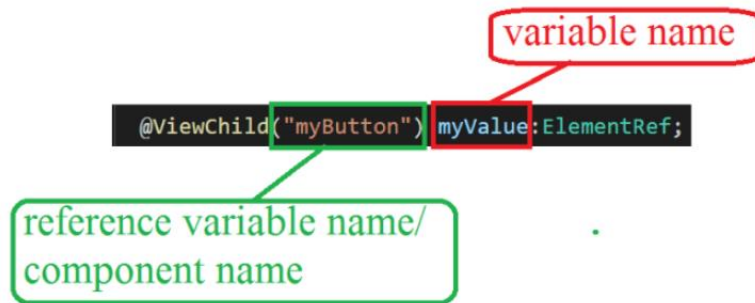 variable name
@ViewChild("myButton") myValue:ElementRef;
reference variable name/
component name